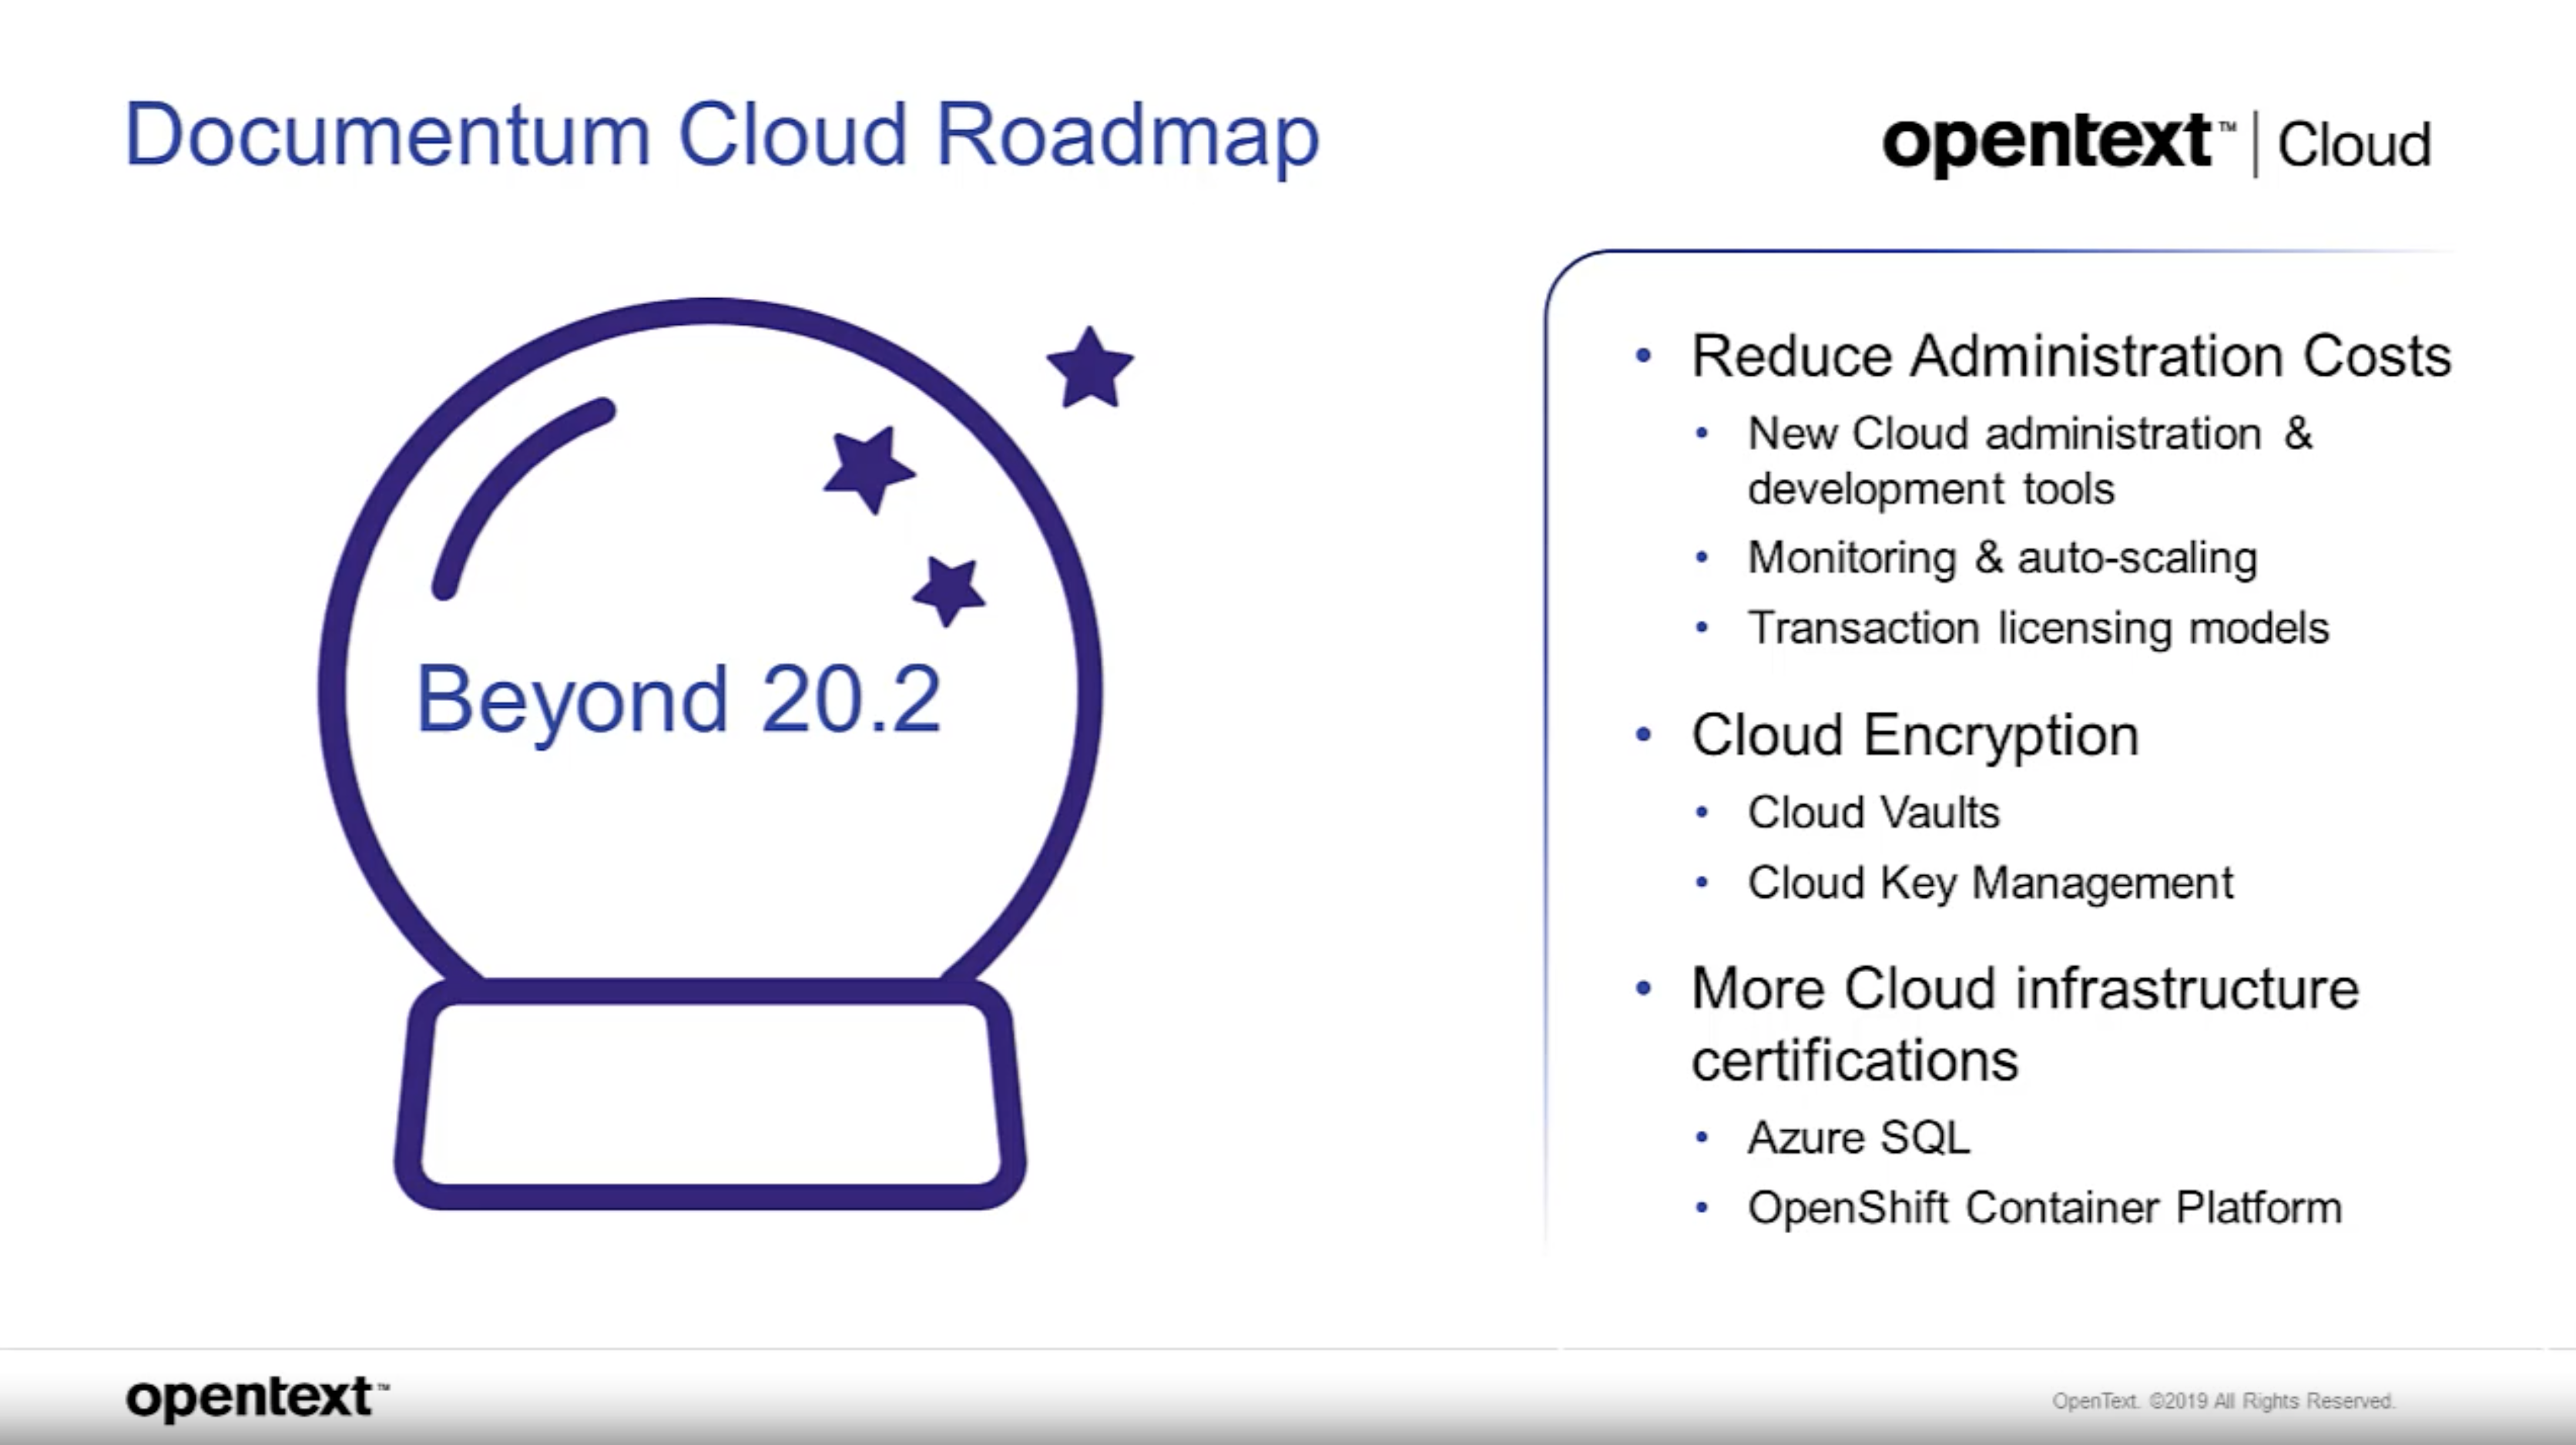 Documentum Cloud Roadmap
opentext™ | Cloud
Beyond 20.2
• Reduce Administration Costs
• New Cloud administration &
development tools
• Monitoring & auto-scaling
• Transaction licensing models
• Cloud Encryption
• Cloud Vaults
• Cloud Key Management
• More Cloud infrastructure
certifications
• Azure SQL
• OpenShift Container Platform
opentext™
OpenText. ©2019 All Rights Reserved.